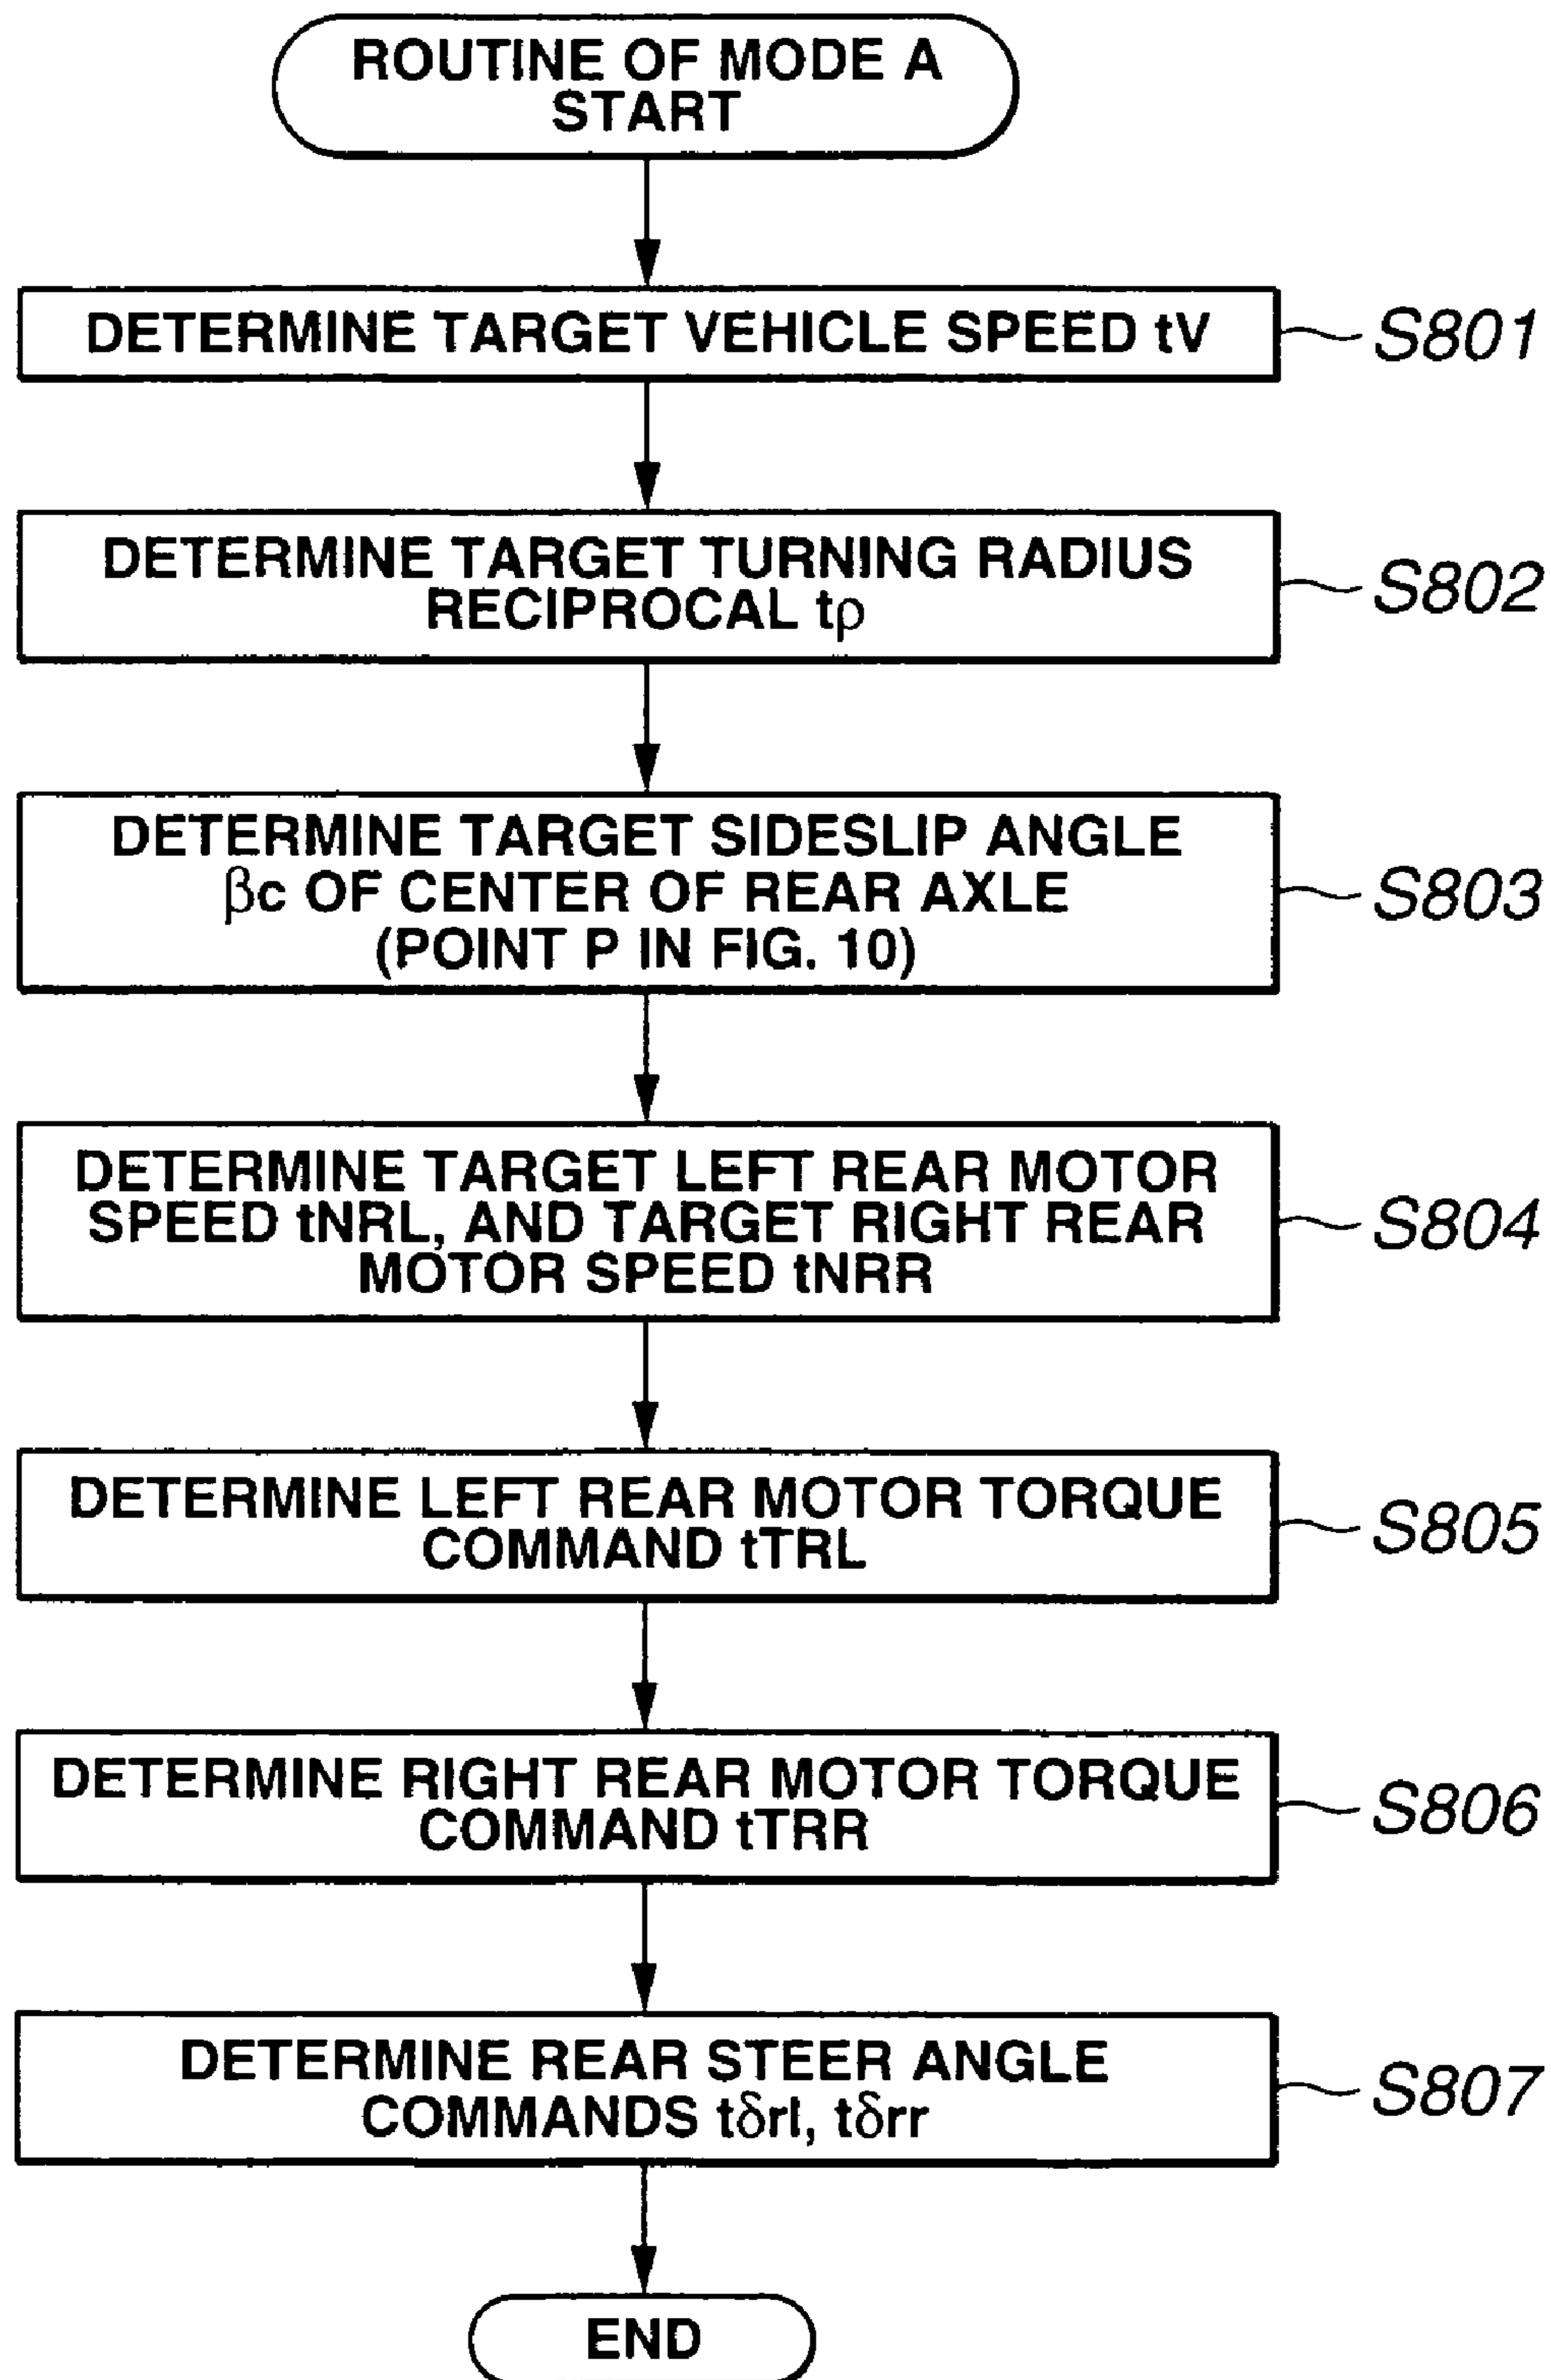 ROUTINE OF MODE A
START
DETERMINE TARGET VEHICLE SPEED tV
S801
DETERMINE TARGET TURNING RADIUS
RECIPROCAL tρ
S802
DETERMINE TARGET SIDESLIP ANGLE
βc OF CENTER OF REAR AXLE
(POINT P IN FIG. 10)
S803
DETERMINE TARGET LEFT REAR MOTOR
SPEED tNRL, AND TARGET RIGHT REAR
MOTOR SPEED tNRR
S804
DETERMINE LEFT REAR MOTOR TORQUE
COMMAND tTRL
S805
DETERMINE RIGHT REAR MOTOR TORQUE
COMMAND tTRR
S806
DETERMINE REAR STEER ANGLE
COMMANDS tδrl, tδrr
S807
END